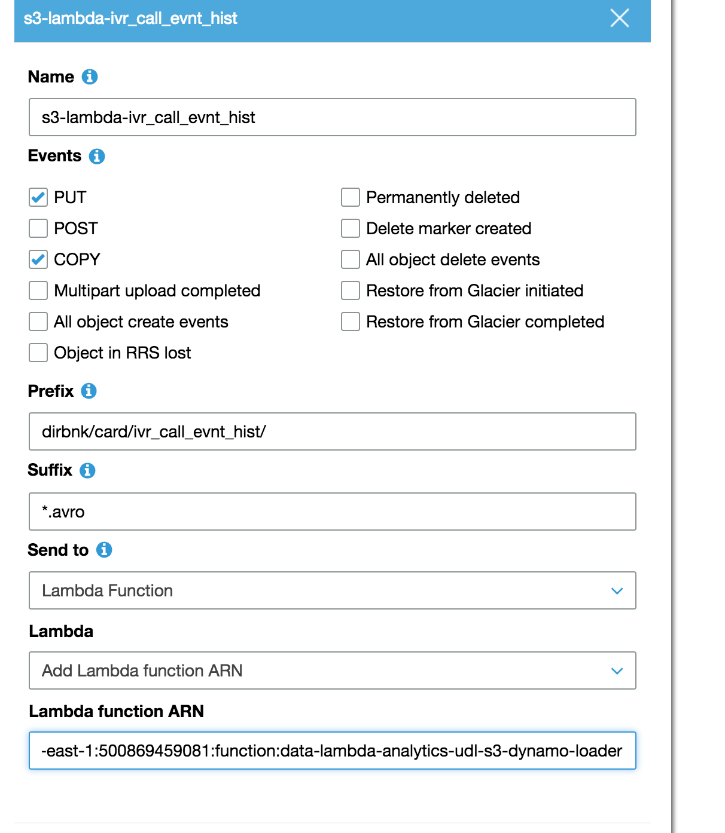 s3-lambda-ivr_call_evnt_hist
Name
s3-lambda-ivr_call_evnt_hist
Events
PUT
Permanently deleted
POST
Delete marker created
COPY
All object delete events
Multipart upload completed
Restore from Glacier initiated
All object create events
Restore from Glacier completed
Object in RRS lost
Prefix
dirbnk/card/ivr_call_evnt_hist/
Suffix
*.avro
Send to
Lambda Function
Lambda
Add Lambda function ARN
Lambda function ARN
-east-1:500869459081:function:data-lambda-analytics-udl-s3-dynamo-loader